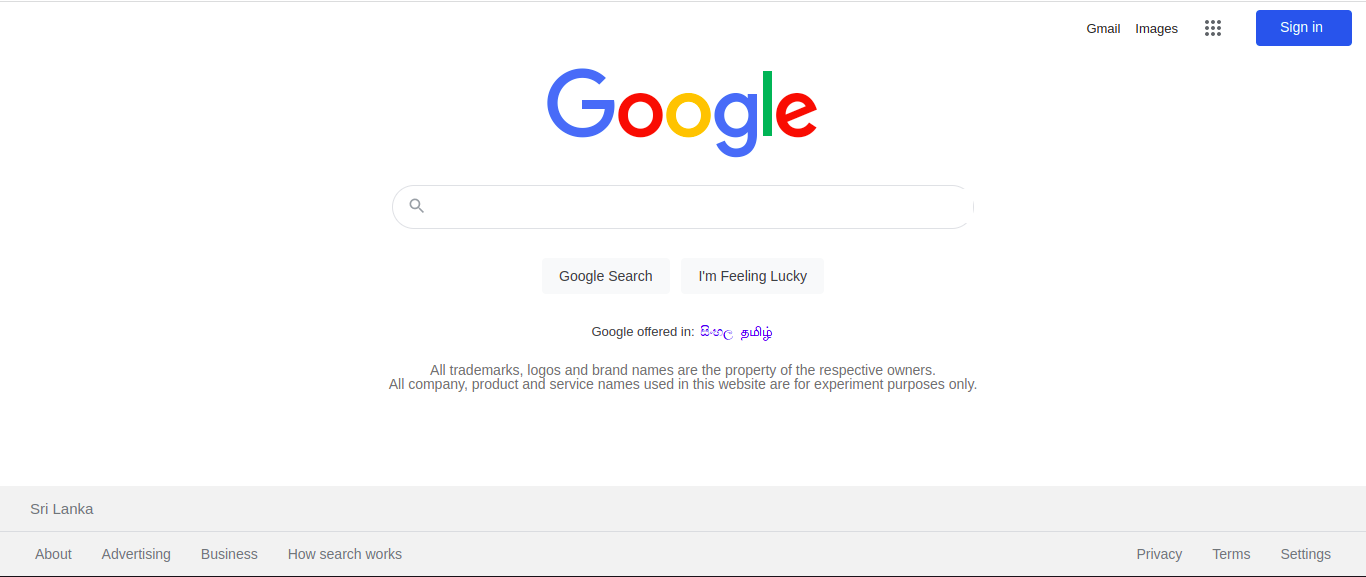 Gmail Images Sign in
Google
Google Search I'm Feeling Lucky
Google offered in: සිංහල தமிழ்
All trademarks, logos and brand names are the property of the respective owners.
All company, product and service names used in this website are for experiment purposes only.
Sri Lanka
About Advertising Business How search works Privacy Terms Settings